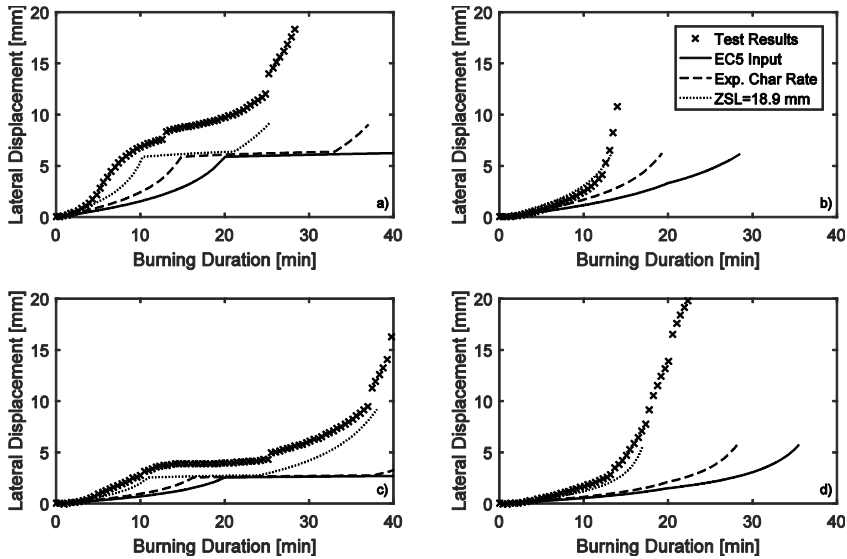 20
15
10
5
0
Lateral Displacement [mm]
0 10 20 30 40
Burning Duration [min]
a)
20
15
10
5
0
Lateral Displacement [mm]
0 10 20 30 40
Burning Duration [min]
Test Results
EC5 Input
Exp. Char Rate
ZSL=18.9 mm
b)
20
15
10
5
0
Lateral Displacement [mm]
0 10 20 30 40
Burning Duration [min]
c)
20
15
10
5
0
Lateral Displacement [mm]
0 10 20 30 40
Burning Duration [min]
d)